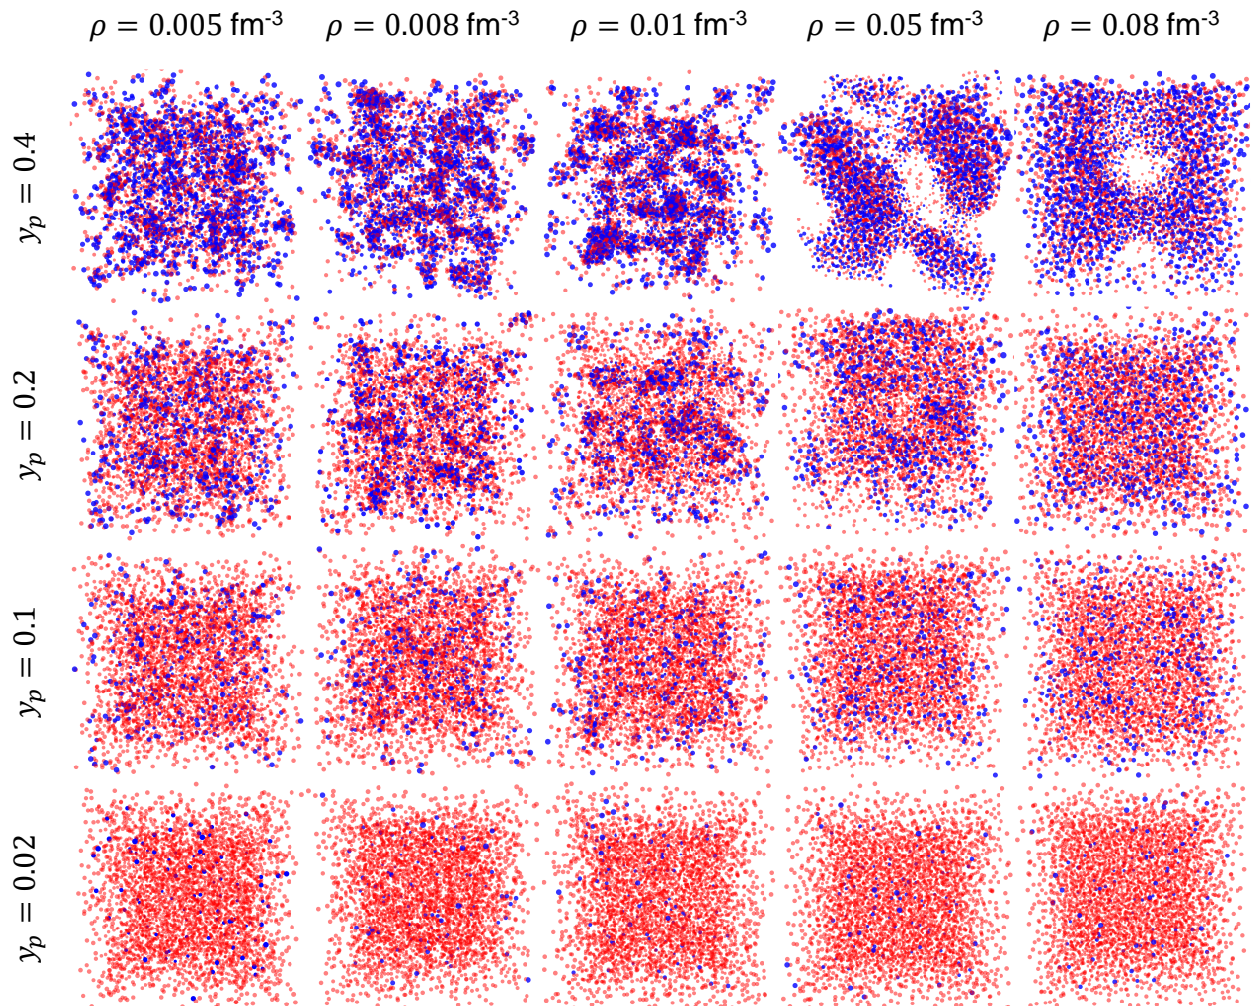 ρ = 0.005 fm⁻³ ρ = 0.008 fm⁻³ ρ = 0.01 fm⁻³ ρ = 0.05 fm⁻³ ρ = 0.08 fm⁻³
yₚ = 0.4
yₚ = 0.2
yₚ = 0.1
yₚ = 0.02